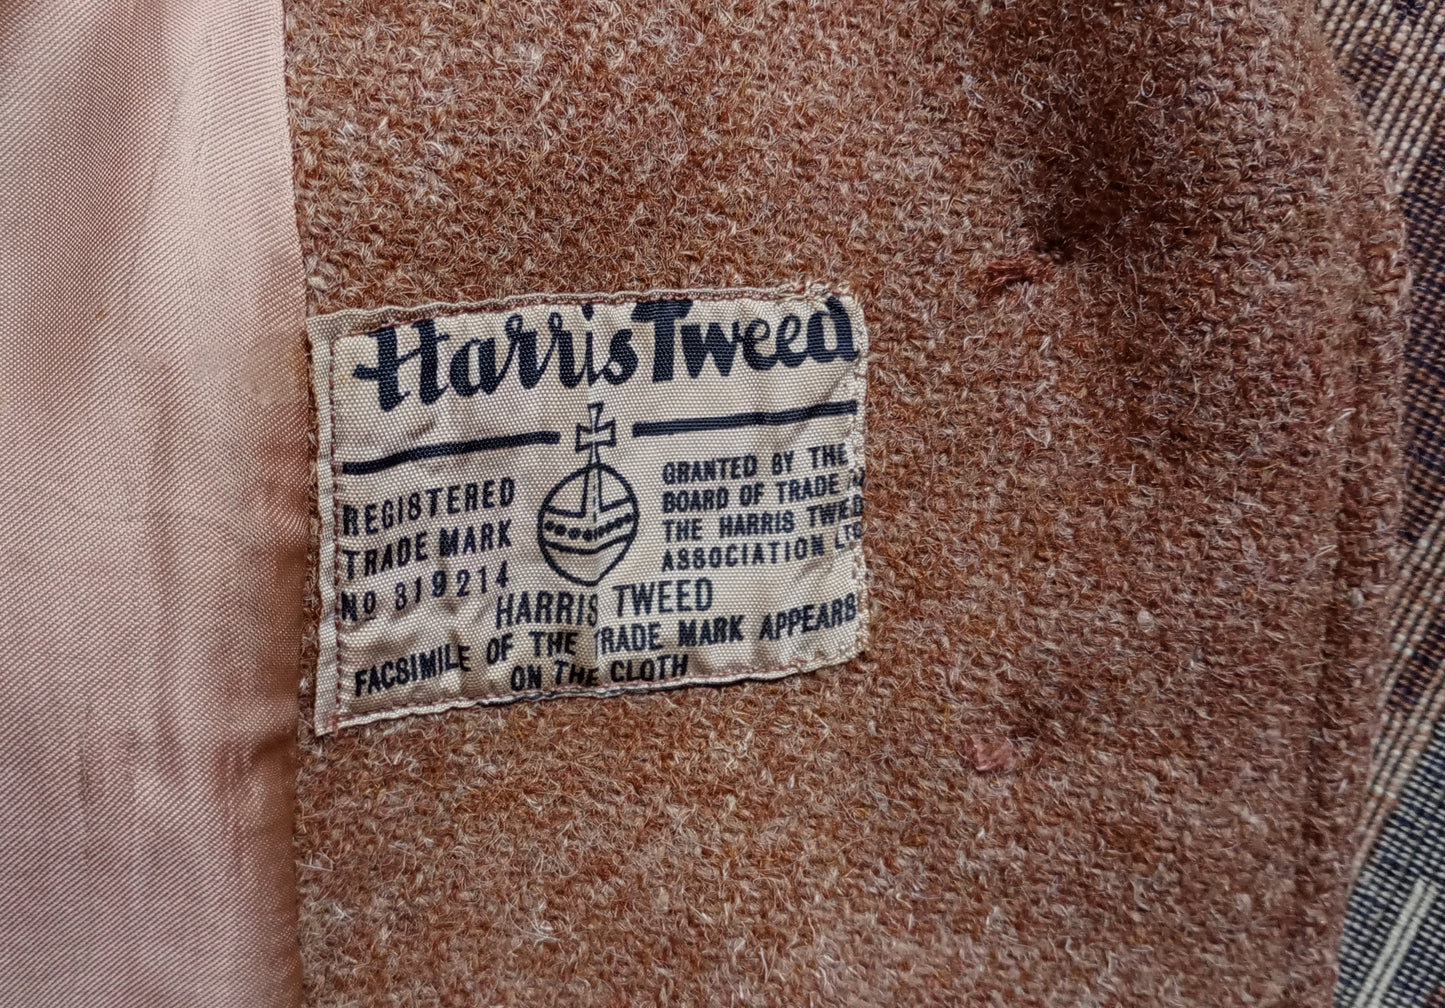 Harris Tweed
REGISTERED
TRADE MARK
NO 319214
GRANTED BY THE
BOARD OF TRADE
THE HARRIS TWEED
ASSOCIATION LTD
HARRIS TWEED
FACSIMILE OF THE TRADE MARK APPEARS
ON THE CLOTH